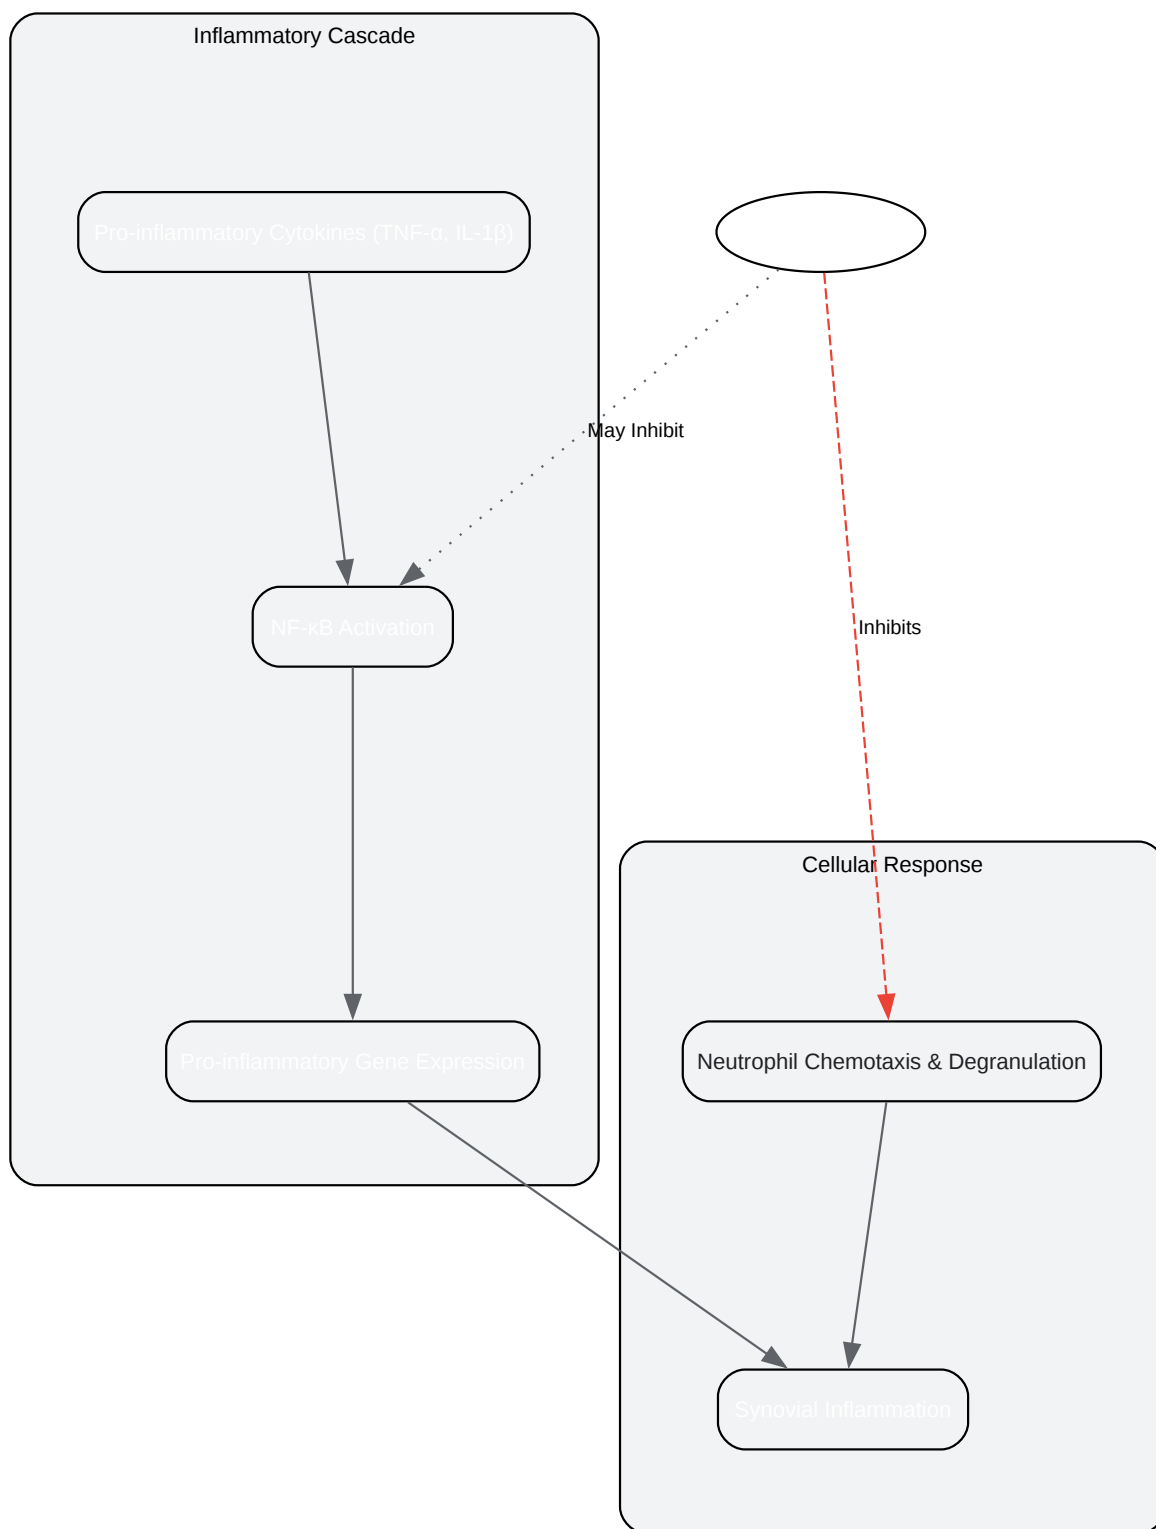 Inflammatory Cascade
Pro-inflammatory Cytokines (TNF-α, IL-1β)
May Inhibit
NF-κB Activation
Inhibits
Cellular Response
Pro-inflammatory Gene Expression
Neutrophil Chemotaxis & Degranulation
Synovial Inflammation